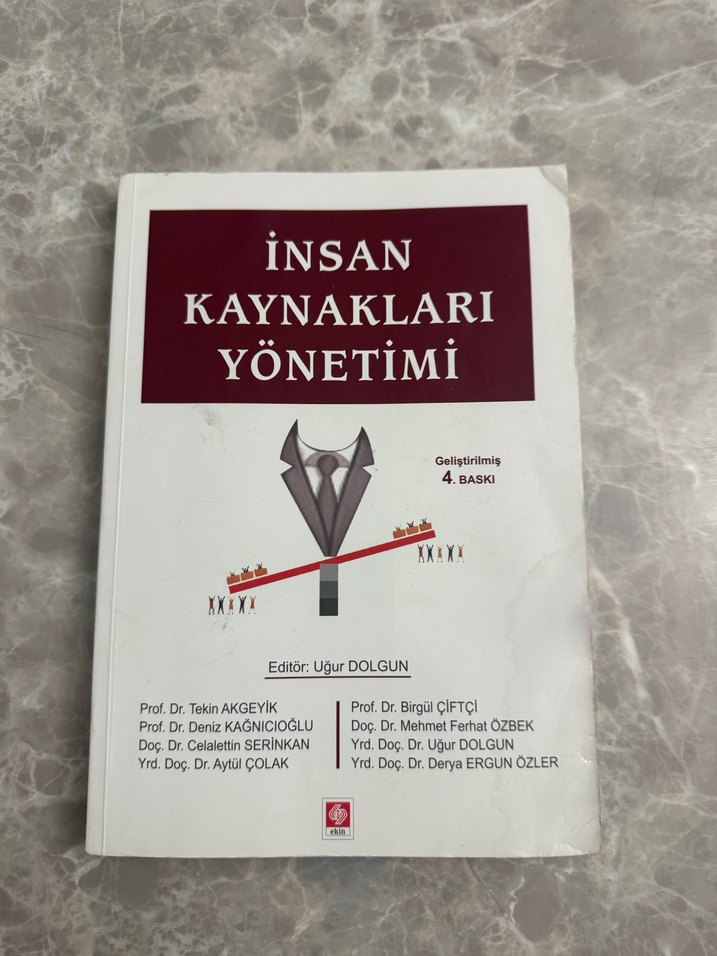 İNSAN
KAYNAKLARI
YÖNETİMİ
Geliştirilmiş
4. BASKI
Editör: Uğur DOLGUN
Prof. Dr. Tekin AKGEYİK
Prof. Dr. Deniz KAĞNICIOĞLU
Doç. Dr. Celalettin SERİNKAN
Yrd. Doç. Dr. Aytül ÇOLAK
Prof. Dr. Birgül ÇİFTÇİ
Doç. Dr. Mehmet Ferhat ÖZBEK
Yrd. Doç. Dr. Uğur DOLGUN
Yrd. Doç. Dr. Derya ERGUN ÖZLER
ekin